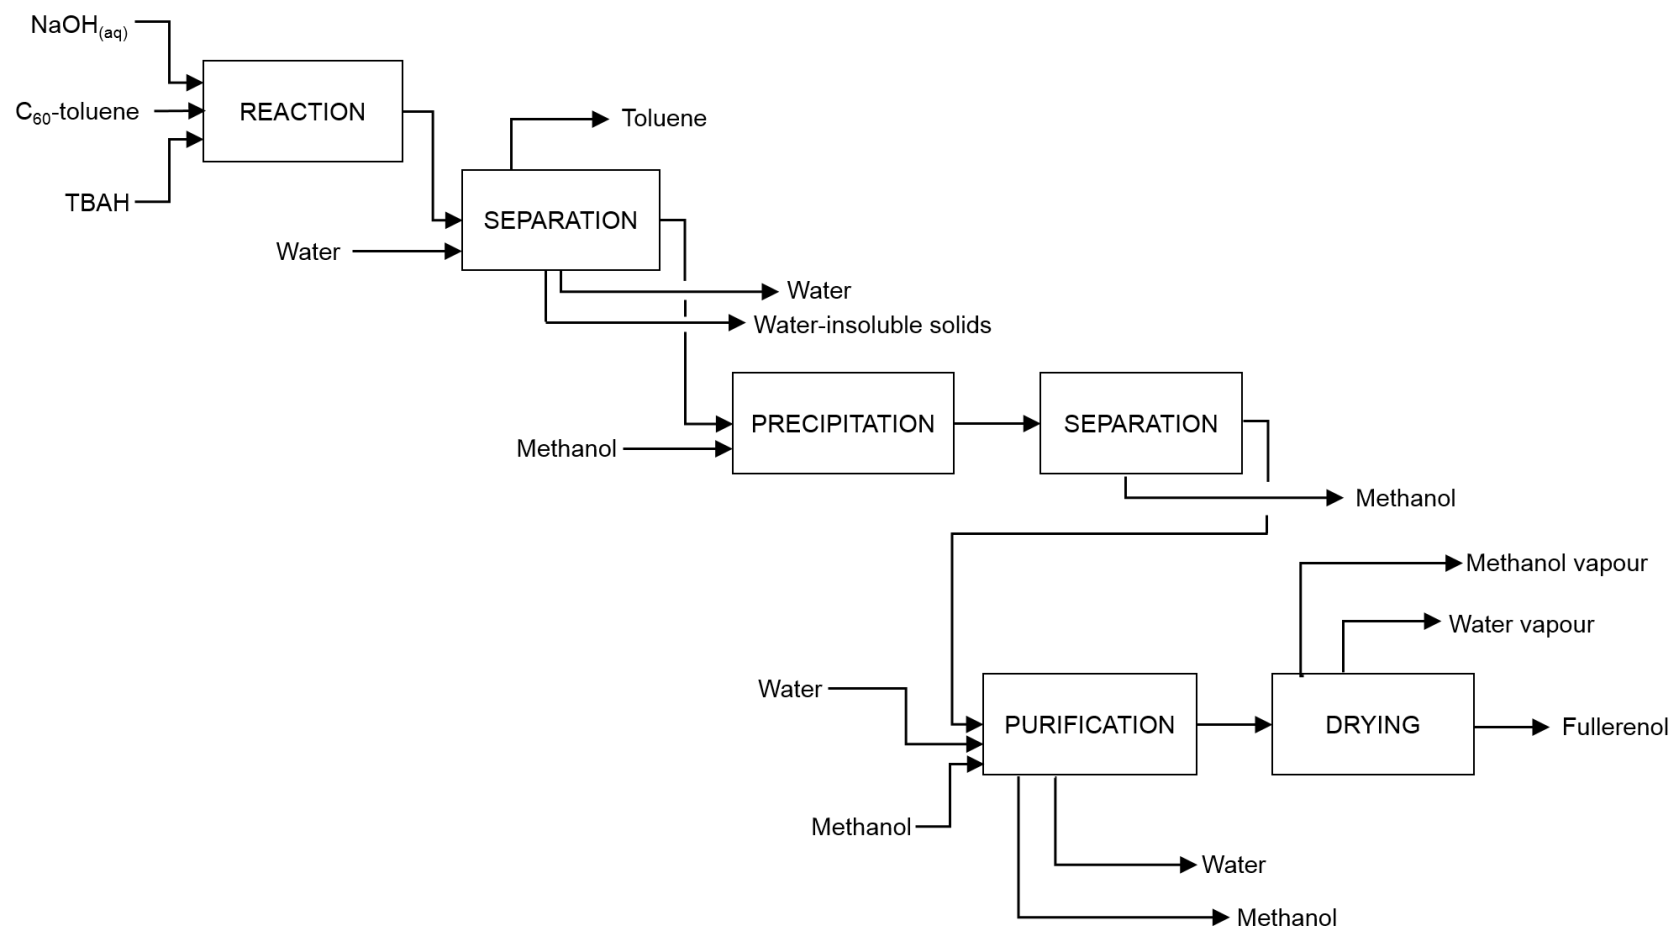 NaOH(aq)
REACTION
C60-toluene
TBAH
Toluene
SEPARATION
Water
Water
Water-insoluble solids
PRECIPITATION
SEPARATION
Methanol
Methanol
Methanol vapour
Water vapour
Water
PURIFICATION
DRYING
Fullerenol
Methanol
Water
Methanol